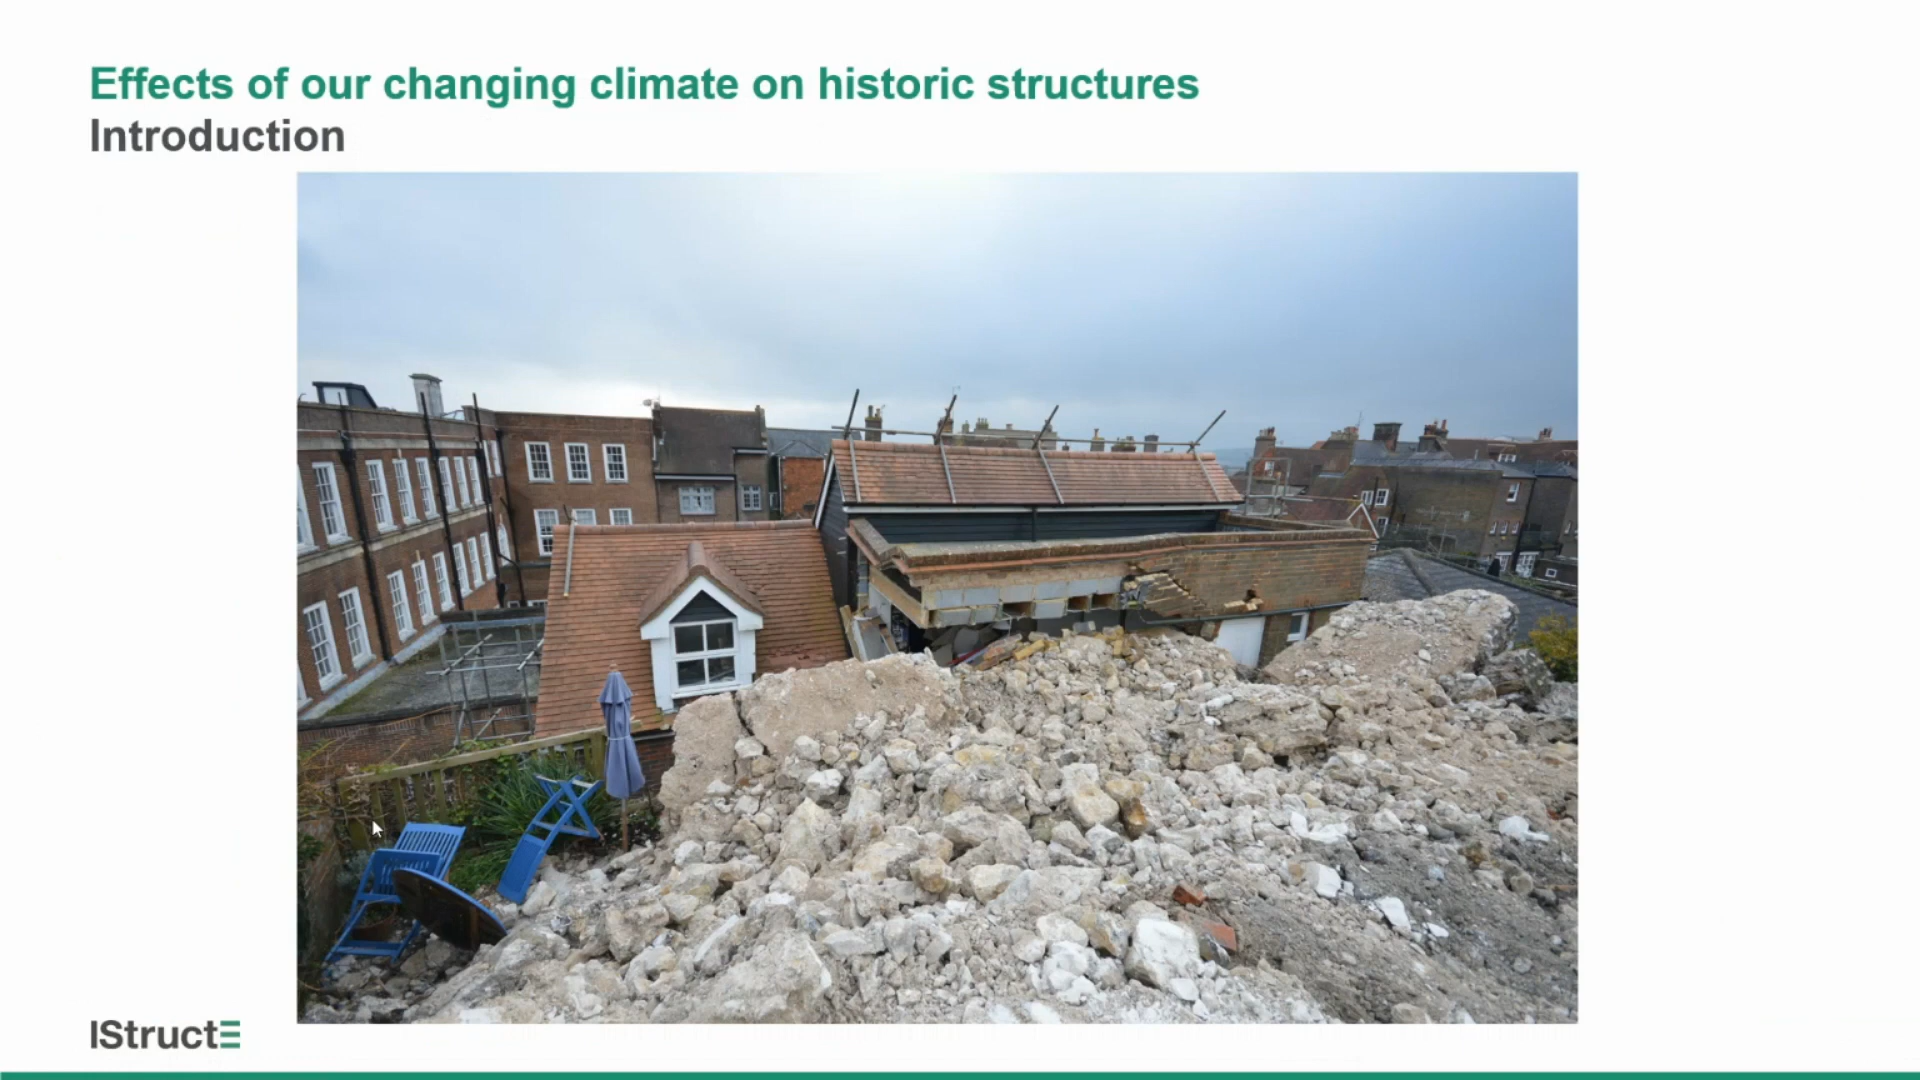 Effects of our changing climate on historic structures
Introduction
IStructE